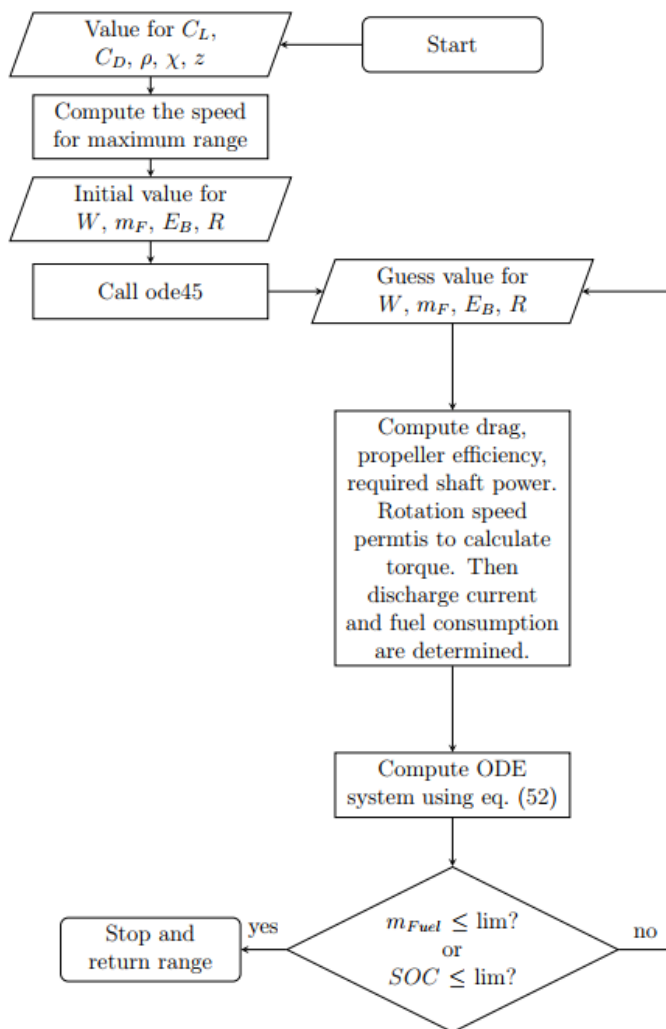 Start
Value for C_L,
C_D, ρ, χ, z
Compute the speed
for maximum range
Initial value for
W, m_F, E_B, R
Call ode45
Guess value for
W, m_F, E_B, R
Compute drag,
propeller efficiency,
required shaft power.
Rotation speed
permtis to calculate
torque. Then
discharge current
and fuel consumption
are determined.
Compute ODE
system using eq. (52)
m_Fuel ≤ lim?
or
SOC ≤ lim?
yes
no
Stop and
return range